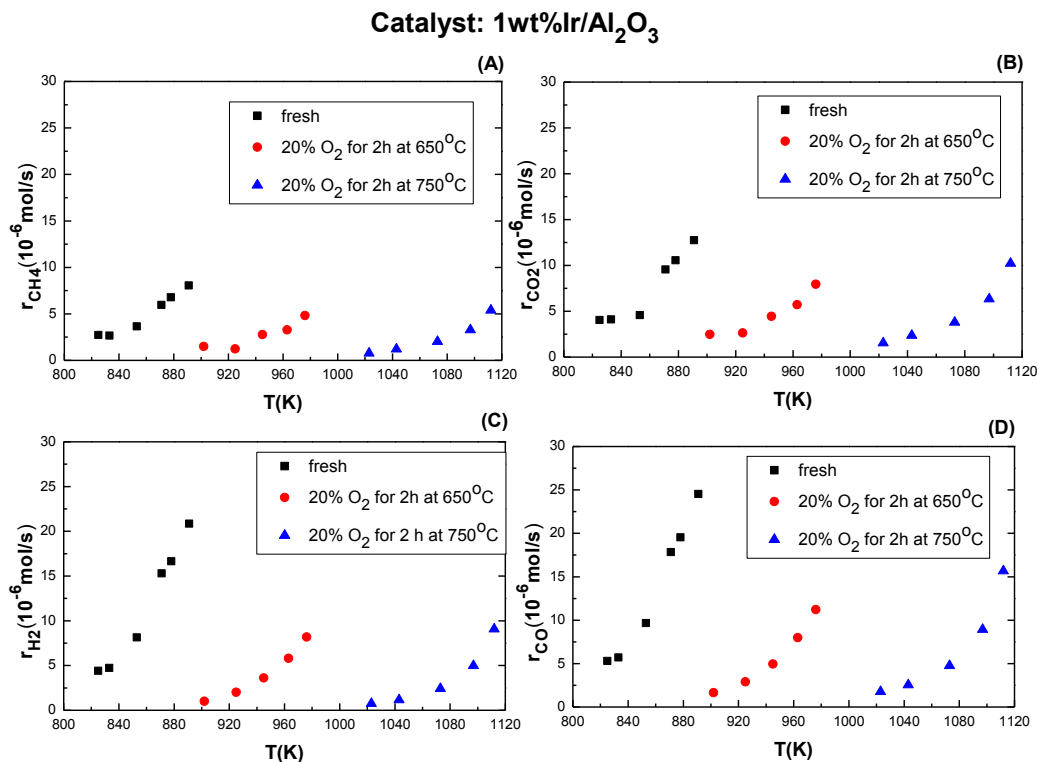 Catalyst: 1wt%Ir/Al2O3
(A)
30
25
20
15
10
5
0
rCH4(10-6mol/s)
fresh
20% O2 for 2h at 650oC
20% O2 for 2h at 750oC
800 840 880 920 960 1000 1040 1080 1120
T(K)
(B)
30
25
20
15
10
5
0
rCO2(10-6mol/s)
fresh
20% O2 for 2h at 650oC
20% O2 for 2h at 750oC
800 840 880 920 960 1000 1040 1080 1120
T(K)
(C)
30
25
20
15
10
5
0
rH2(10-6mol/s)
fresh
20% O2 for 2h at 650oC
20% O2 for 2 h at 750oC
800 840 880 920 960 1000 1040 1080 1120
T(K)
(D)
30
25
20
15
10
5
0
rCO(10-6mol/s)
fresh
20% O2 for 2h at 650oC
20% O2 for 2h at 750oC
800 840 880 920 960 1000 1040 1080 1120
T(K)